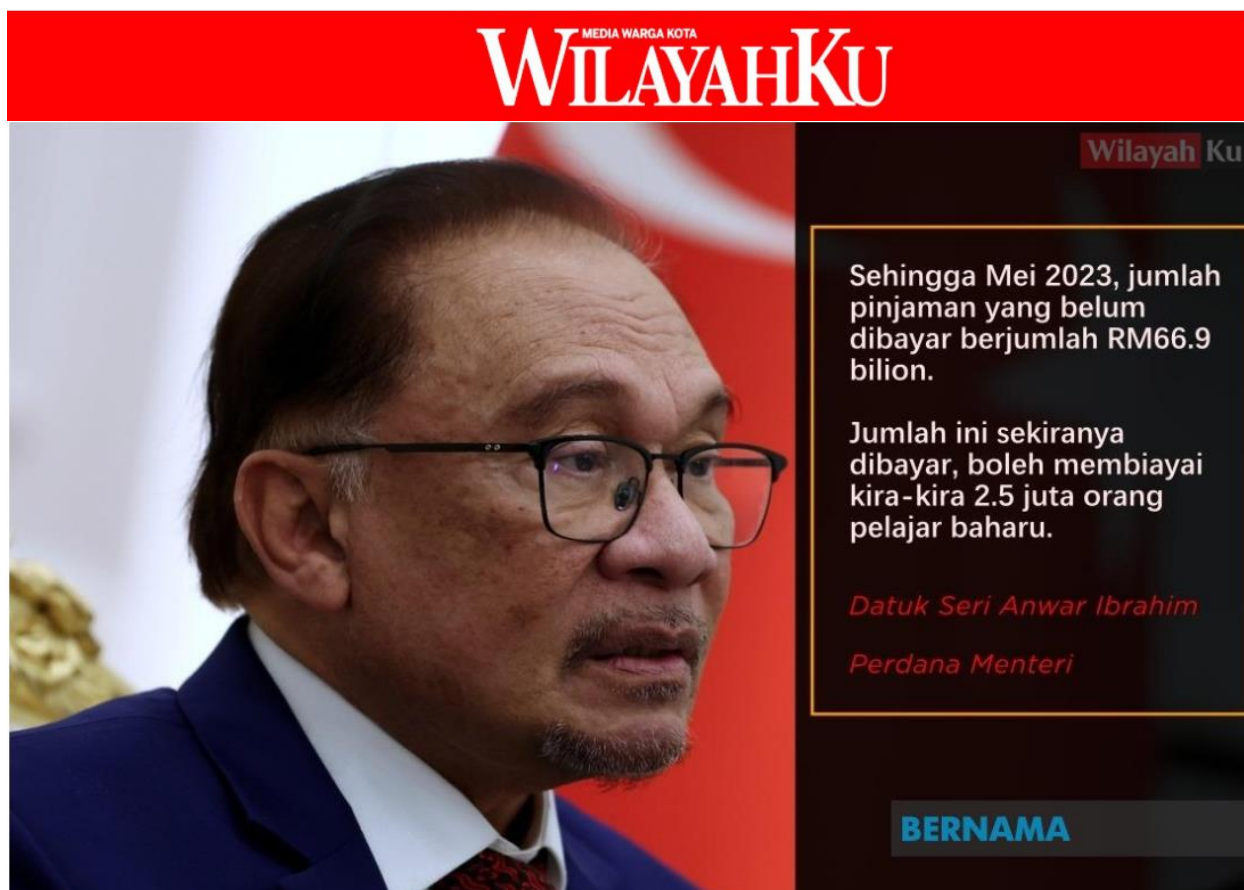 MEDIA WARGA KOTA
WILAYAHKU
Wilayah Ku
Sehingga Mei 2023, jumlah
pinjaman yang belum
dibayar berjumlah RM66.9
bilion.
Jumlah ini sekiranya
dibayar, boleh membiayai
kira-kira 2.5 juta orang
pelajar baharu.
Datuk Seri Anwar Ibrahim
Perdana Menteri
BERNAMA